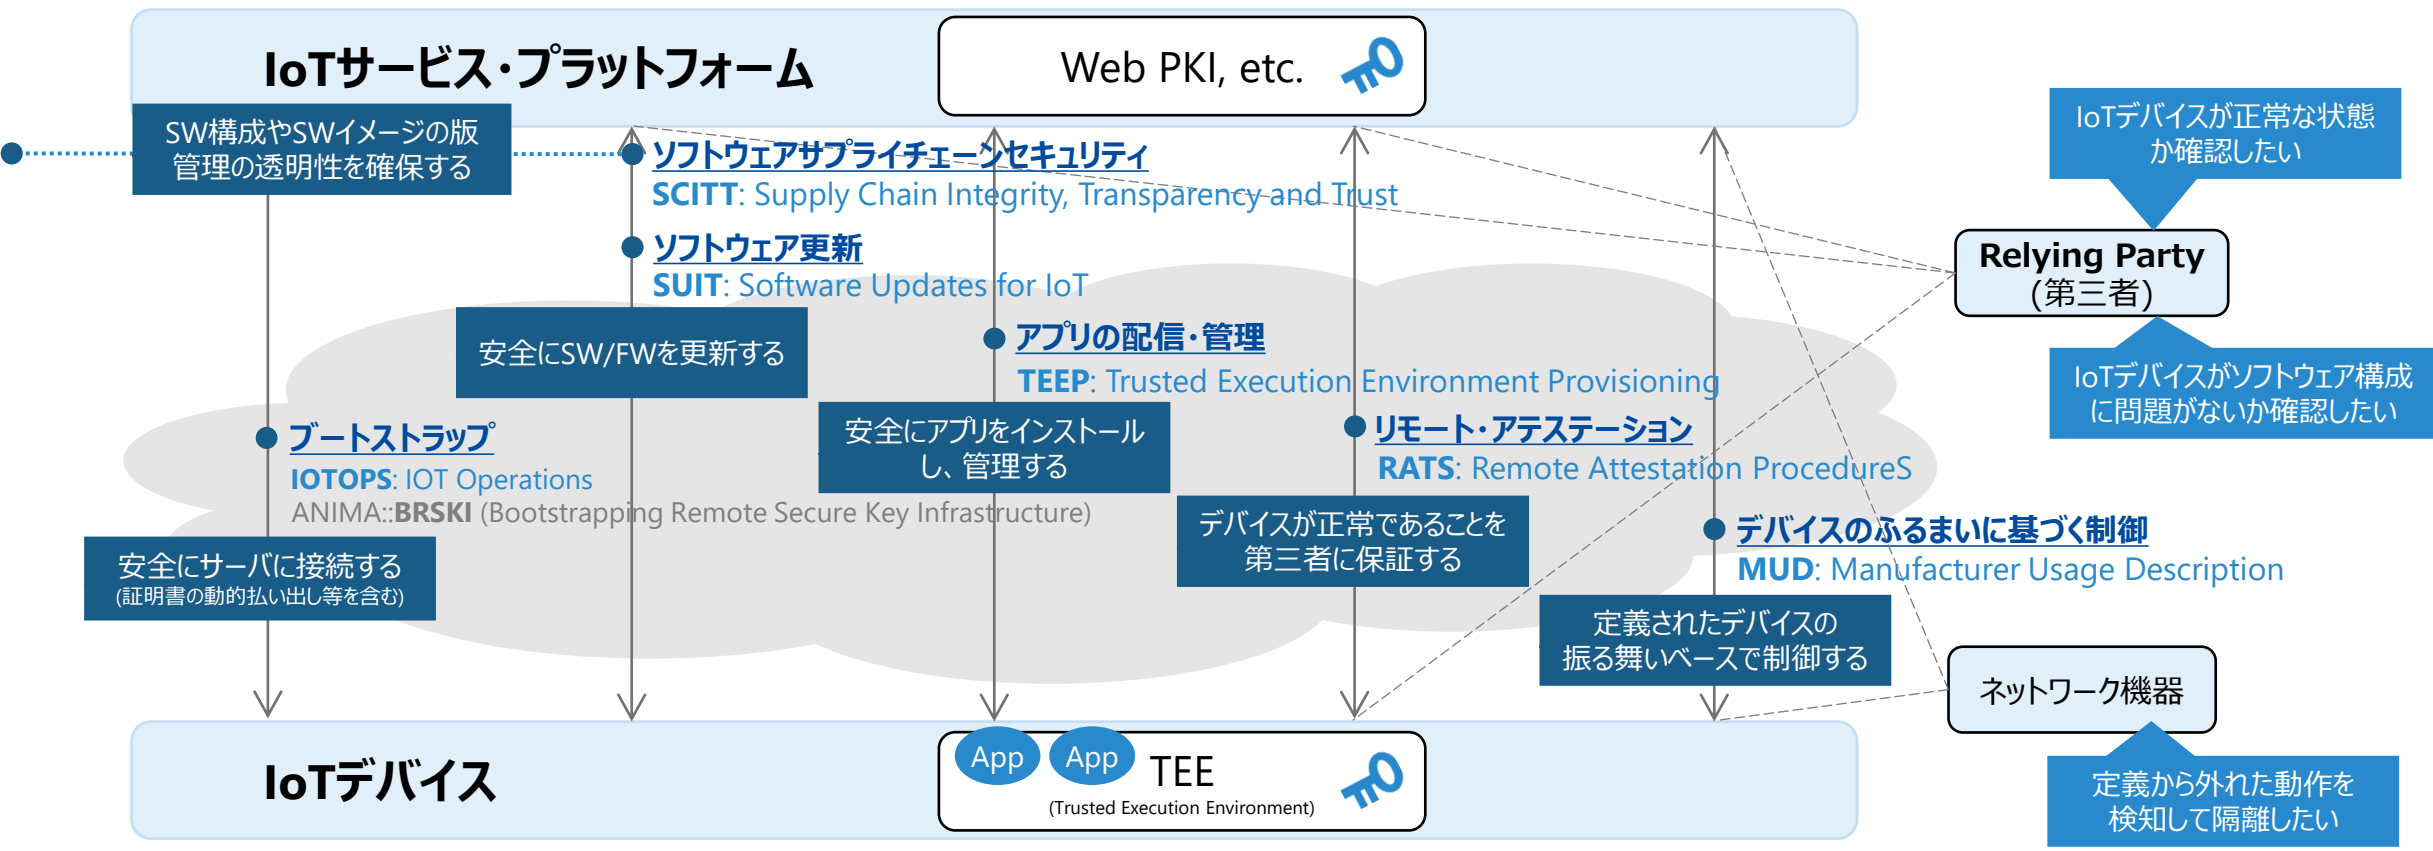 IoTサービス・プラットフォーム
Web PKI, etc.
SW構成やSWイメージの版
管理の透明性を確保する
ソフトウェアサプライチェーンセキュリティ
SCITT: Supply Chain Integrity, Transparency and Trust
ソフトウェア更新
SUIT: Software Updates for IoT
安全にSW/FWを更新する
アプリの配信・管理
TEEP: Trusted Execution Environment Provisioning
安全にアプリをインストール
し、管理する
ブートストラップ
IOTOPS: IOT Operations
ANIMA::BRSKI (Bootstrapping Remote Secure Key Infrastructure)
安全にサーバに接続する
(証明書の動的払い出し等を含む)
リモート・アテステーション
RATS: Remote Attestation ProcedureS
デバイスが正常であることを
第三者に保証する
デバイスのふるまいに基づく制御
MUD: Manufacturer Usage Description
定義されたデバイスの
振る舞いベースで制御する
IoTデバイスが正常な状態
か確認したい
Relying Party
(第三者)
IoTデバイスがソフトウェア構成
に問題がないか確認したい
ネットワーク機器
定義から外れた動作を
検知して隔離したい
IoTデバイス
App
App
TEE
(Trusted Execution Environment)